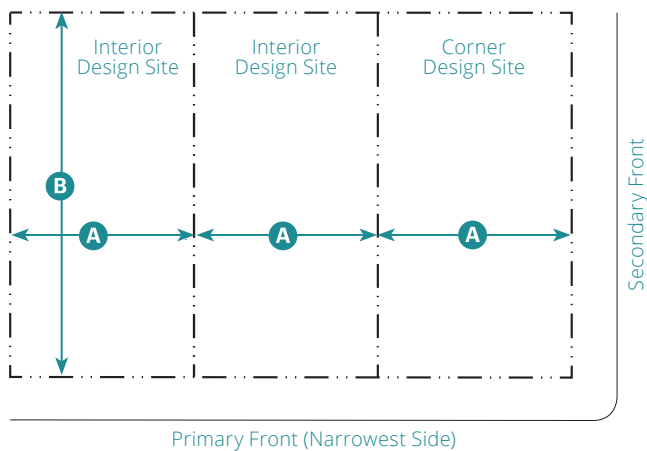 Interior
Design Site
Interior
Design Site
Corner
Design Site
B
A
A
A
Secondary Front
Primary Front (Narrowest Side)